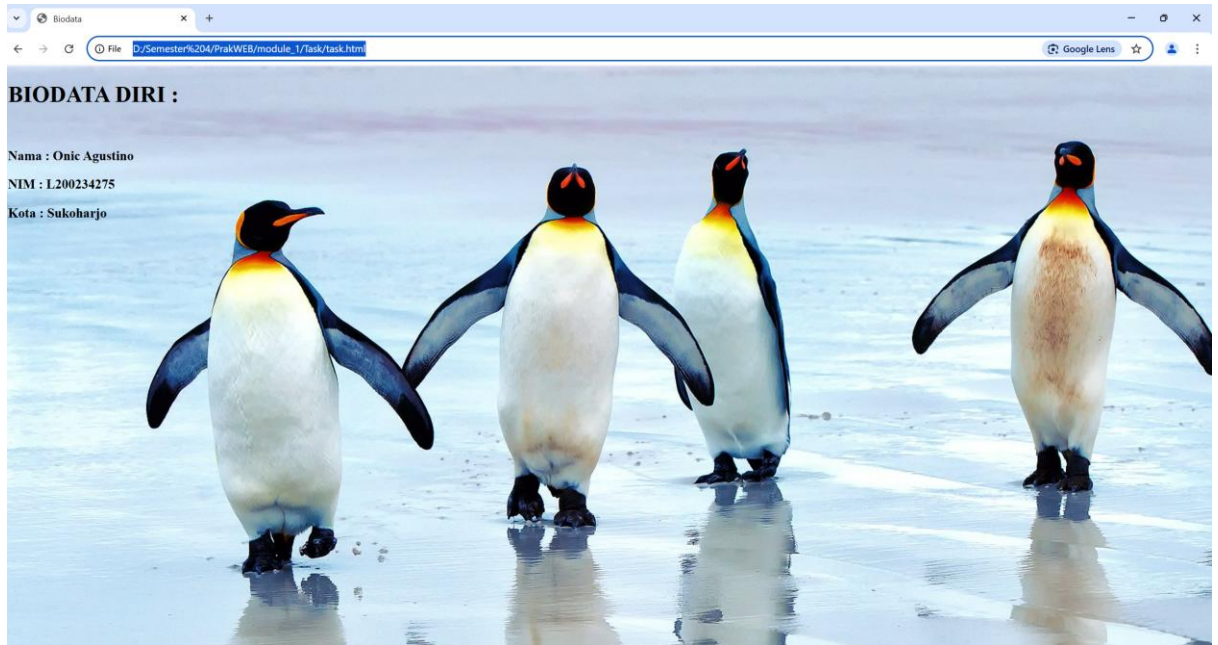 Biodata
File D:/Semester%204/PrakWEB/module_1/Task/task.html Google Lens
BIODATA DIRI :
Nama : Onic Agustino
NIM : L200234275
Kota : Sukoharjo